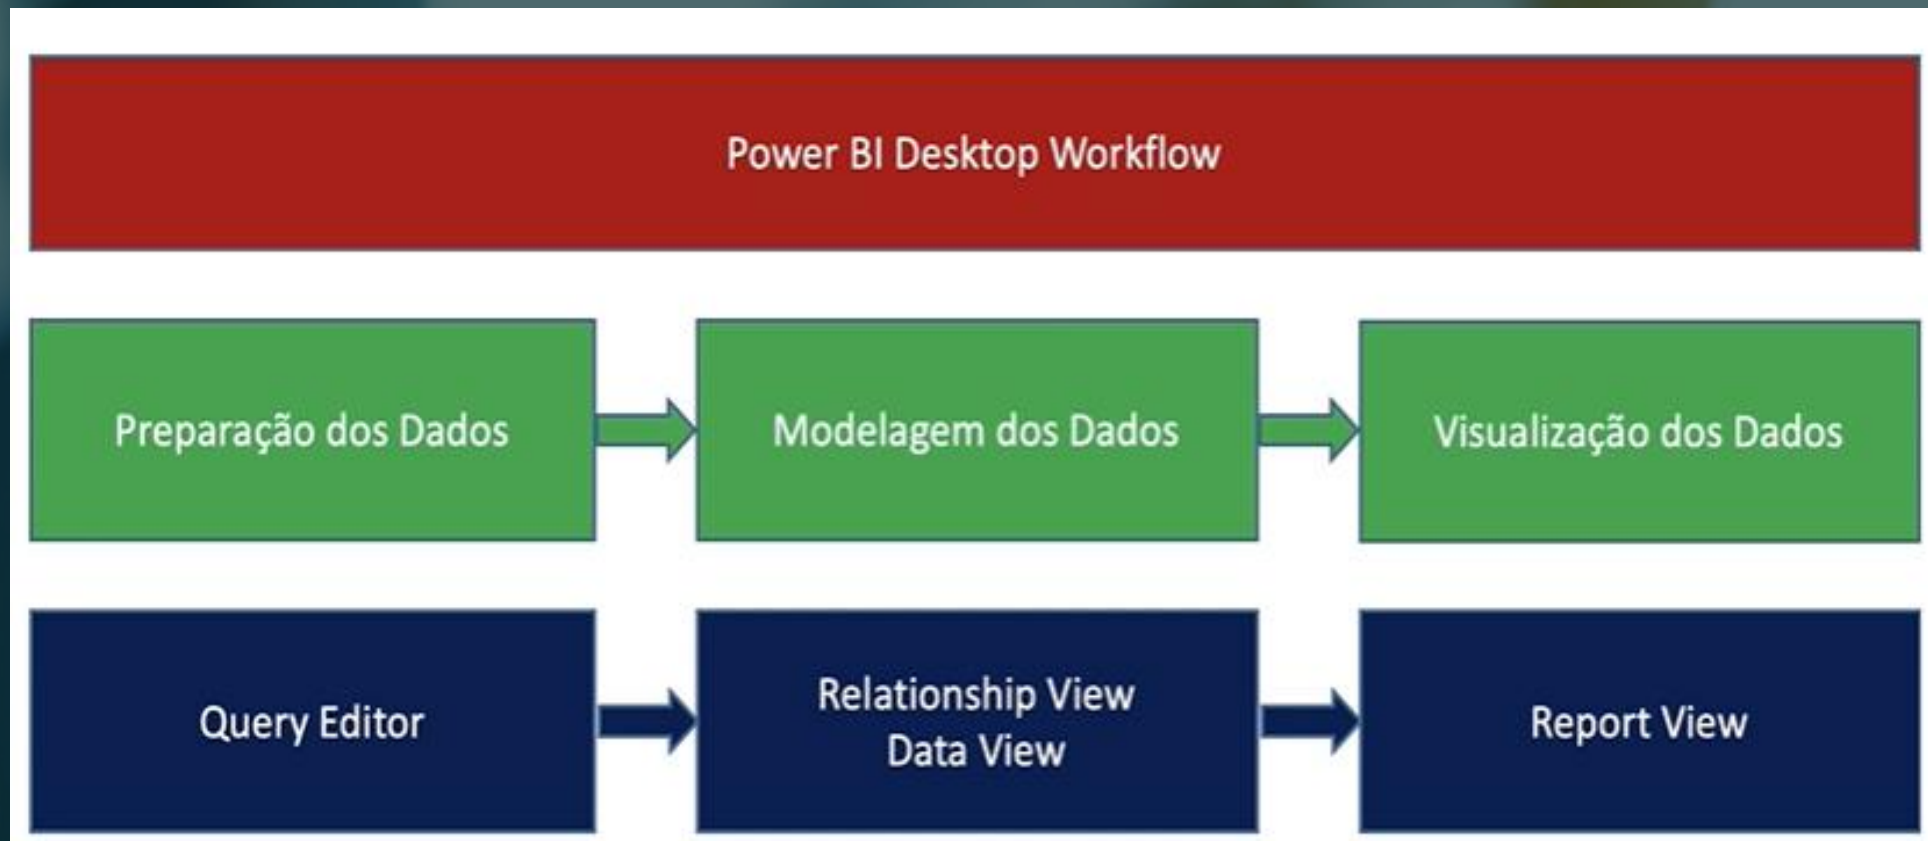 Power BI Desktop Workflow
Preparação dos Dados
Modelagem dos Dados
Visualização dos Dados
Query Editor
Relationship View
Data View
Report View